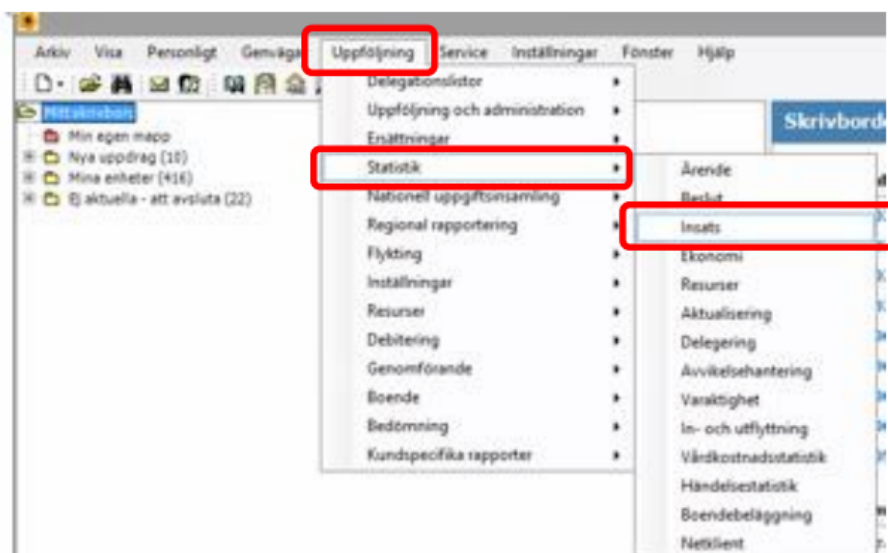 Arkiv Visa Personligt Genvägar Uppföljning Service Inställningar Fönster Hjälp
Mitt skrivbord
Min egen mapp
Nya uppdrag (10)
Mina enheter (416)
Ej aktuella - att avsluta (22)
Delegationslistor
Uppföljning och administration
Ersättningar
Statistik
Nationell uppgiftsinsamling
Regional rapportering
Flykting
Inställningar
Resurser
Debitering
Genomförande
Boende
Bedömning
Kundspecifika rapporter
Ärende
Beslut
Insats
Ekonomi
Resurser
Aktualisering
Delegering
Avvikelsehantering
Varaktighet
In- och utflyttning
Vårdkostnadsstatistik
Händelsestatistik
Boendebeläggning
Netklient